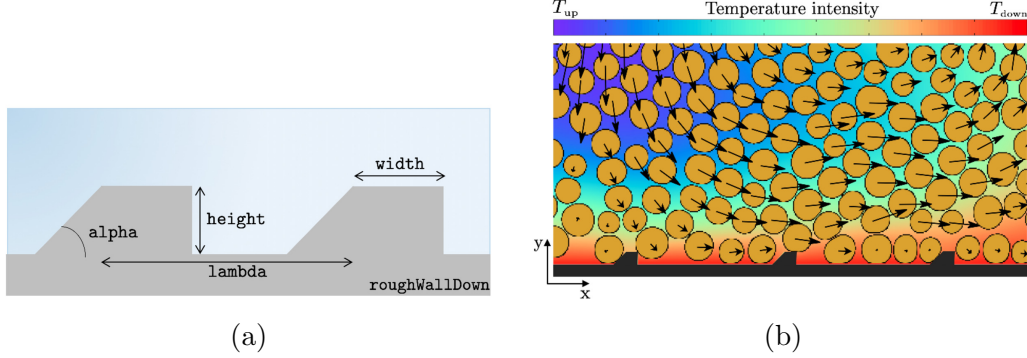 T_up Temperature intensity T_down
width
height
alpha
lambda
roughWallDown
y
x
(a)
(b)